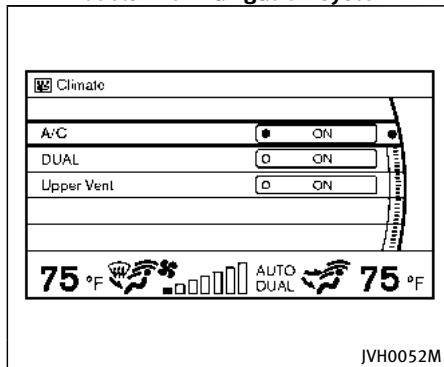 Climate
A/C ON
DUAL ON
Upper Vent ON
75 °F AUTO DUAL 75 °F
JVH0052M